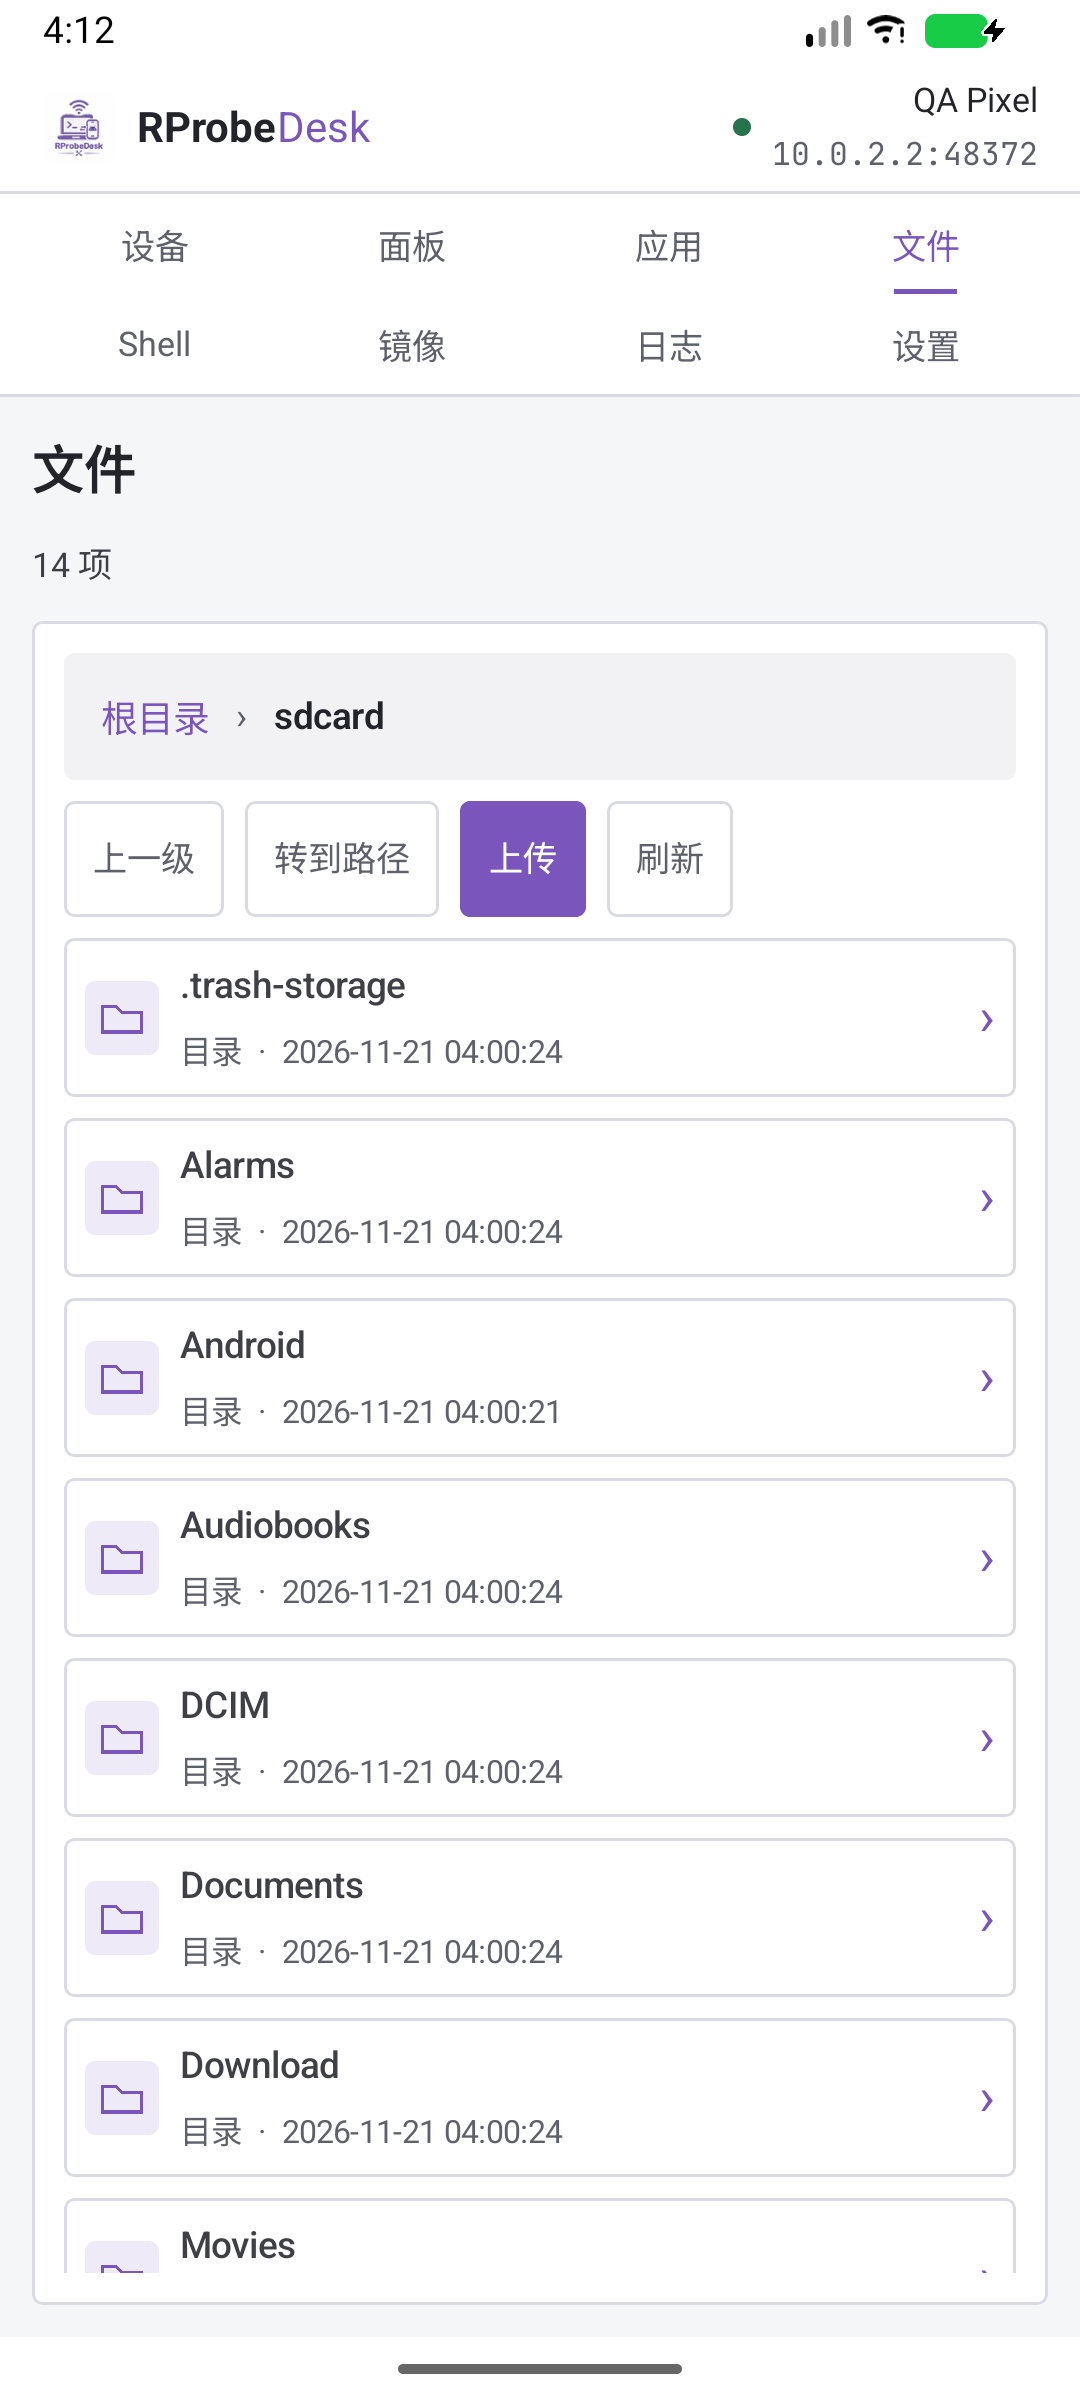 4:12
RProbeDesk
RProbeDesk
QA Pixel
10.0.2.2:48372
设备
面板
应用
文件
Shell
镜像
日志
设置
文件
14 项
根目录 › sdcard
上一级
转到路径
上传
刷新
.trash-storage
目录 · 2026-11-21 04:00:24
Alarms
目录 · 2026-11-21 04:00:24
Android
目录 · 2026-11-21 04:00:21
Audiobooks
目录 · 2026-11-21 04:00:24
DCIM
目录 · 2026-11-21 04:00:24
Documents
目录 · 2026-11-21 04:00:24
Download
目录 · 2026-11-21 04:00:24
Movies